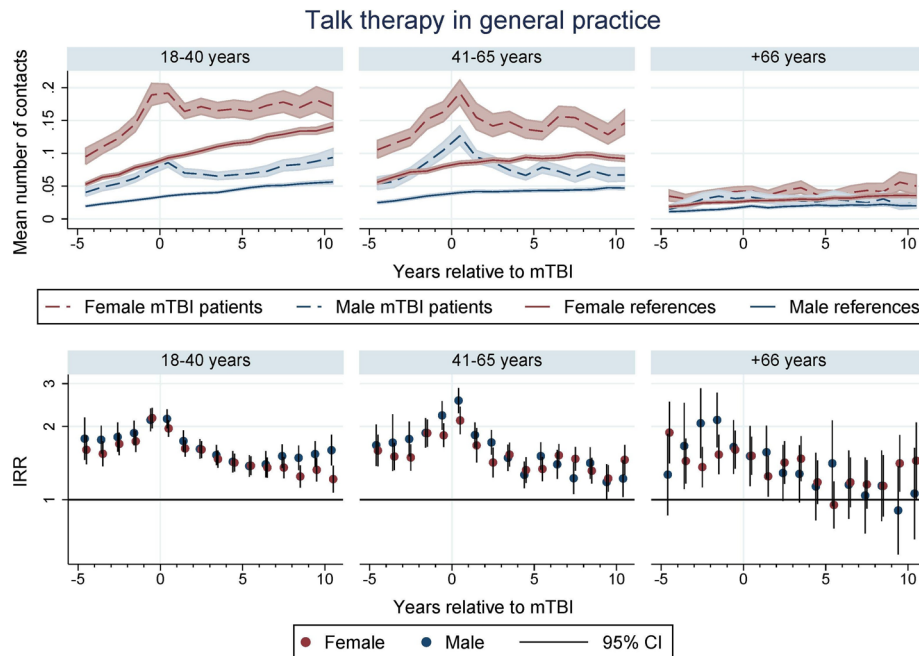 Talk therapy in general practice
18-40 years 41-65 years +66 years
Mean number of contacts
.2
.15
.1
.05
0
-5 0 5 10 -5 0 5 10 -5 0 5 10
Years relative to mTBI
Female mTBI patients Male mTBI patients Female references Male references
18-40 years 41-65 years +66 years
IRR
3
2
1
-5 0 5 10 -5 0 5 10 -5 0 5 10
Years relative to mTBI
Female Male 95% CI